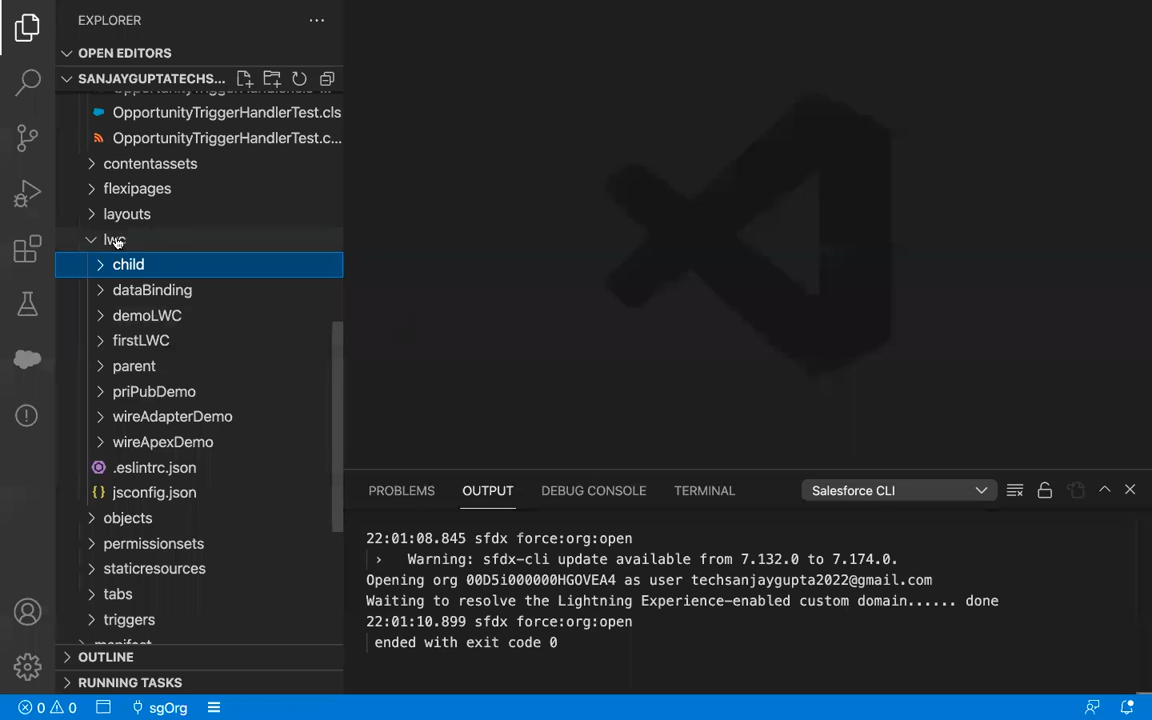 EXPLORER
OPEN EDITORS
SANJAYGUPTATECHS...
OpportunityTriggerHandlerTest.cls
OpportunityTriggerHandlerTest.c...
contentassets
flexipages
layouts
lwc
child
dataBinding
demoLWC
firstLWC
parent
priPubDemo
wireAdapterDemo
wireApexDemo
.eslintrc.json
{} jsconfig.json
objects
permissionsets
staticresources
tabs
triggers
OUTLINE
RUNNING TASKS
PROBLEMS OUTPUT DEBUG CONSOLE TERMINAL Salesforce CLI
22:01:08.845 sfdx force:org:open
› Warning: sfdx-cli update available from 7.132.0 to 7.174.0.
Opening org 00D5i000000HGOVEA4 as user techsanjaygupta2022@gmail.com
Waiting to resolve the Lightning Experience-enabled custom domain...... done
22:01:10.899 sfdx force:org:open
ended with exit code 0
0 0 sgOrg